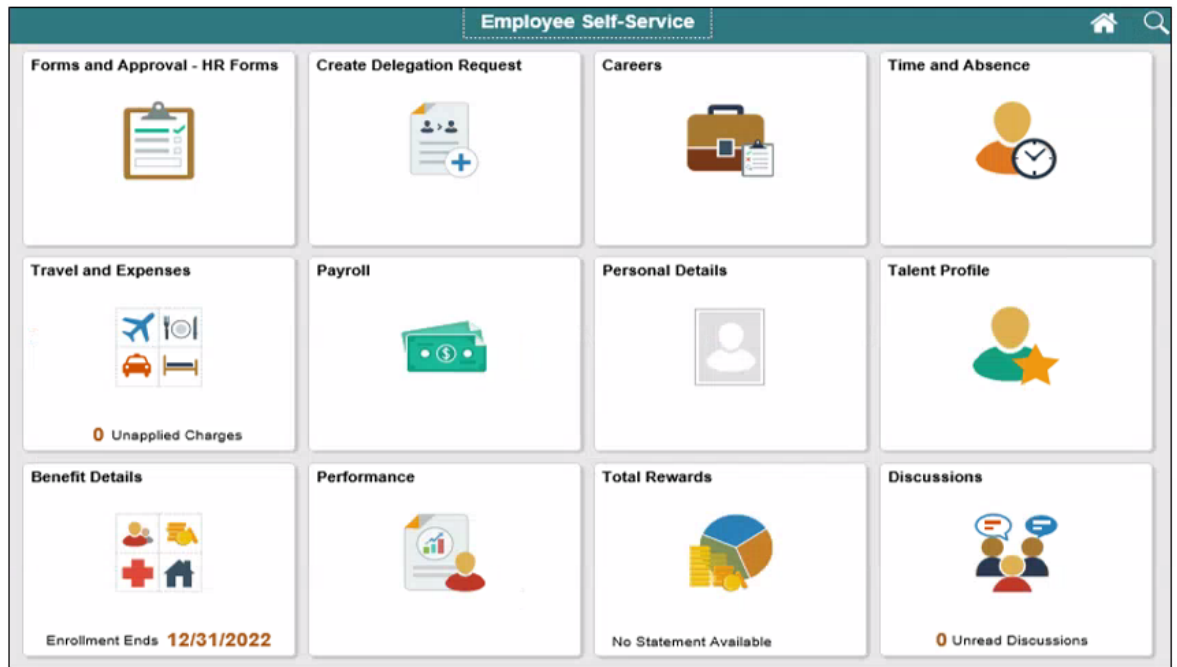 Employee Self-Service
Forms and Approval - HR Forms
Create Delegation Request
Careers
Time and Absence
Travel and Expenses
0 Unapplied Charges
Payroll
Personal Details
Talent Profile
Benefit Details
Enrollment Ends 12/31/2022
Performance
Total Rewards
No Statement Available
Discussions
0 Unread Discussions